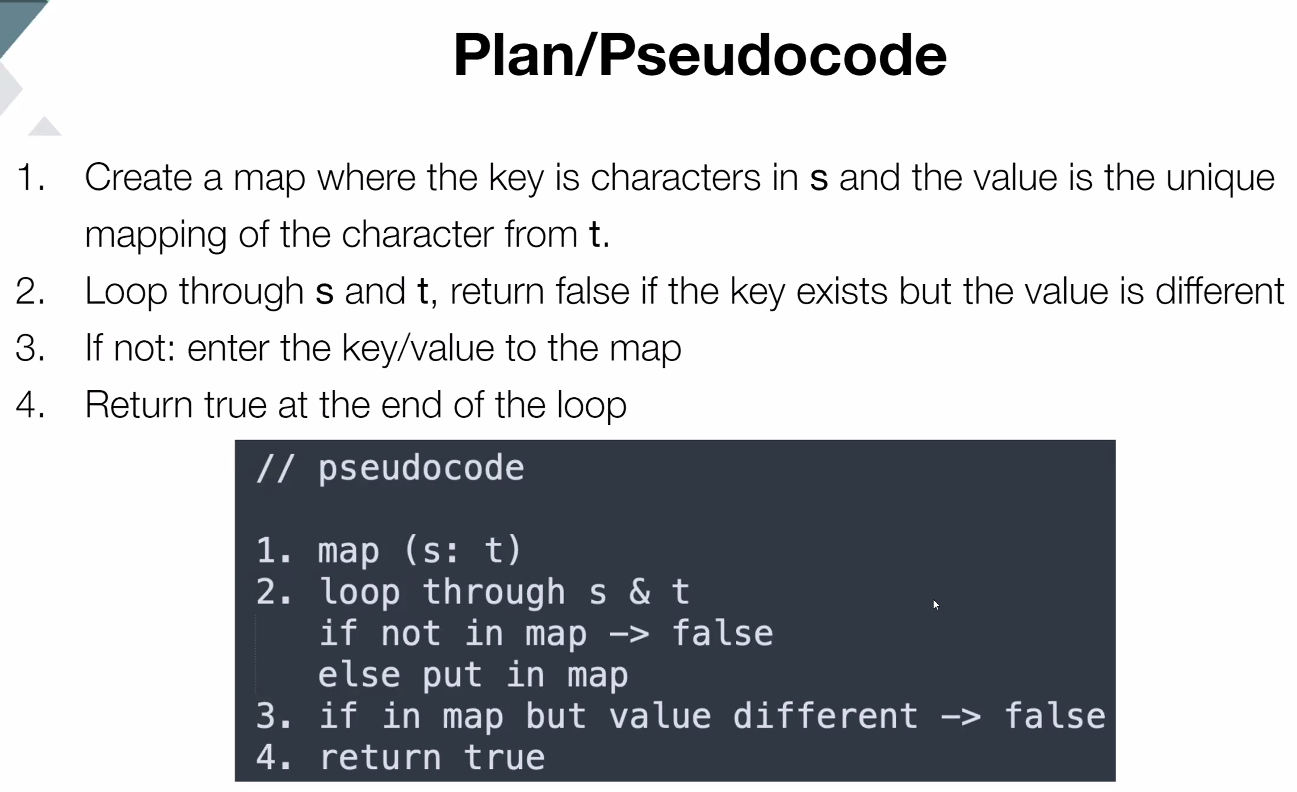 Plan/Pseudocode
1. Create a map where the key is characters in s and the value is the unique
mapping of the character from t.
2. Loop through s and t, return false if the key exists but the value is different
3. If not: enter the key/value to the map
4. Return true at the end of the loop
// pseudocode
1. map (s: t)
2. loop through s & t
if not in map -> false
else put in map
3. if in map but value different -> false
4. return true